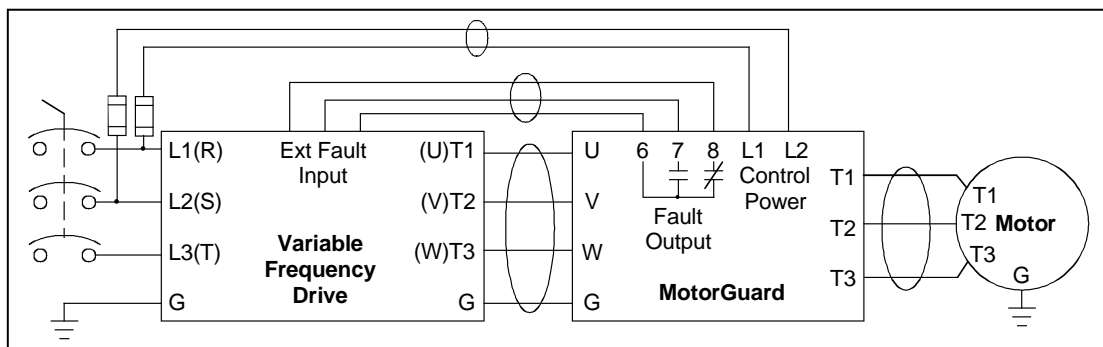 L1(R)
L2(S)
L3(T)
G
Ext Fault
Input
Variable
Frequency
Drive
(U)T1
(V)T2
(W)T3
G
U
V
W
G
6 7 8 L1 L2
Control
Power
Fault
Output
MotorGuard
T1
T2
T3
T1
T2 Motor
T3
G